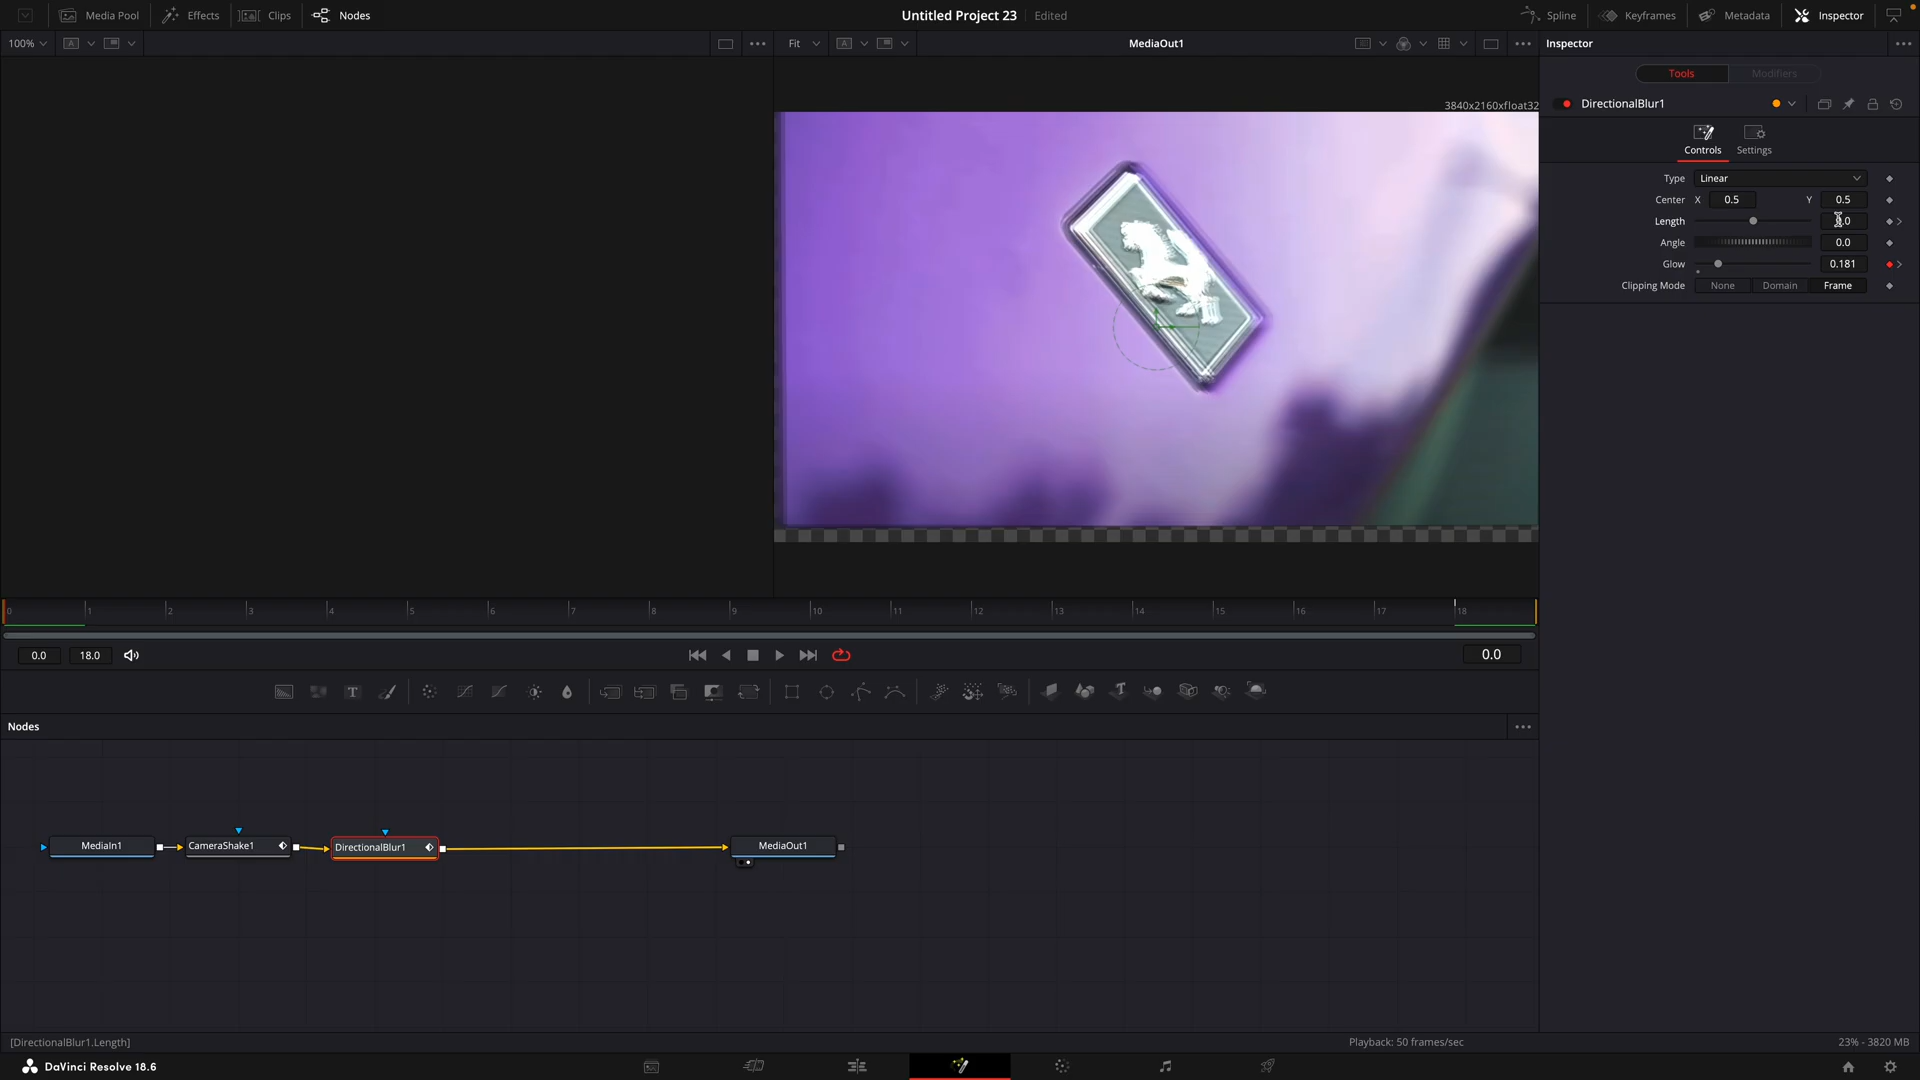 Media Pool Effects Clips Nodes Untitled Project 23 Edited Spline Keyframes Metadata Inspector
100% Fit MediaOut1 Inspector
Tools Modifiers
3840x2160xfloat32 DirectionalBlur1
Controls Settings
Type Linear
Center X 0.5 Y 0.5
Length
Angle 0.0
Glow 0.181
Clipping Mode None Domain Frame
0 1 2 3 4 5 6 7 8 9 10 11 12 13 14 15 16 17 18
0.0 18.0 0.0
Nodes
MediaIn1 CameraShake1 DirectionalBlur1 MediaOut1
[DirectionalBlur1.Length] Playback: 50 frames/sec 23% - 3820 MB
DaVinci Resolve 18.6